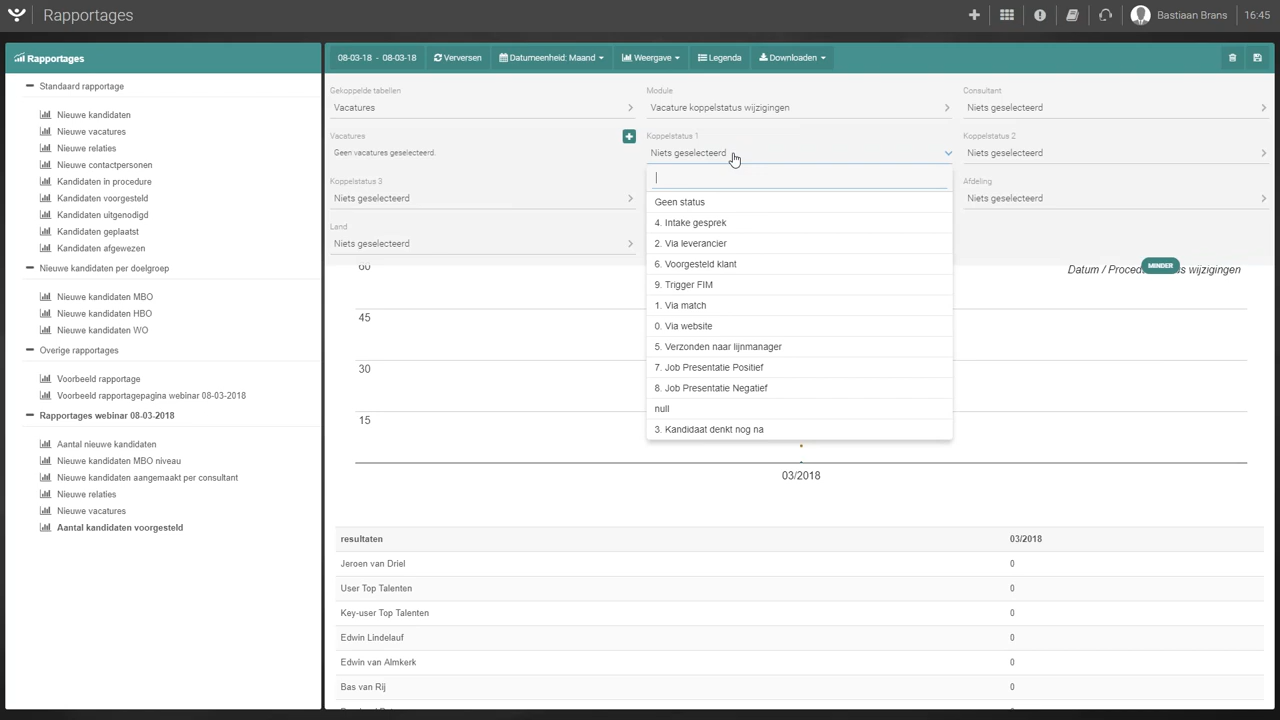 Rapportages
Bastiaan Brans
16:45
Rapportages
Standaard rapportage
Nieuwe kandidaten
Nieuwe vacatures
Nieuwe relaties
Nieuwe contactpersonen
Kandidaten in procedure
Kandidaten voorgesteld
Kandidaten uitgenodigd
Kandidaten geplaatst
Kandidaten afgewezen
Nieuwe kandidaten per doelgroep
Nieuwe kandidaten MBO
Nieuwe kandidaten HBO
Nieuwe kandidaten WO
Overige rapportages
Voorbeeld rapportage
Voorbeeld rapportagepagina webinar 08-03-2018
Rapportages webinar 08-03-2018
Aantal nieuwe kandidaten
Nieuwe kandidaten MBO niveau
Nieuwe kandidaten aangemaakt per consultant
Nieuwe relaties
Nieuwe vacatures
Aantal kandidaten voorgesteld
08-03-18 - 08-03-18 Verversen Datumeenheid: Maand Weergave Legenda Downloaden
Gekoppelde tabellen
Vacatures
Module
Vacature koppelstatus wijzigingen
Consultant
Niets geselecteerd
Vacatures
Geen vacatures geselecteerd.
Koppelstatus 1
Niets geselecteerd
Koppelstatus 2
Niets geselecteerd
Koppelstatus 3
Niets geselecteerd
Afdeling
Niets geselecteerd
Land
Niets geselecteerd
Geen status
4. Intake gesprek
2. Via leverancier
6. Voorgesteld klant
9. Trigger FIM
1. Via match
0. Via website
5. Verzonden naar lijnmanager
7. Job Presentatie Positief
8. Job Presentatie Negatief
null
3. Kandidaat denkt nog na
MINDER
Datum / wijzigingen
60
45
30
15
03/2018
resultaten 03/2018
Jeroen van Driel 0
User Top Talenten 0
Key-user Top Talenten 0
Edwin Lindelauf 0
Edwin van Almkerk 0
Bas van Rij 0